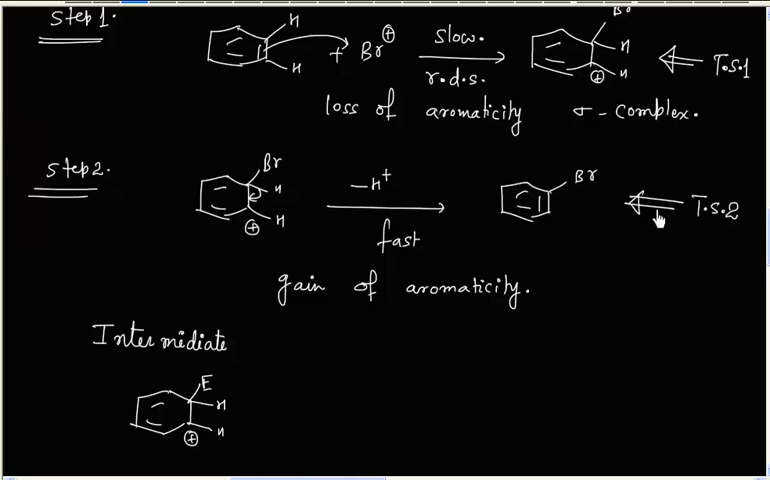 Step 1.
H
H
+ Br⊕
slow.
r.d.s.
Br
H
H
⊕
T.S.1
loss of aromaticity
σ-complex.
Step 2.
Br
H
H
⊕
-H+
fast
Br
T.S.2
gain of aromaticity.
Intermediate
E
H
H
⊕